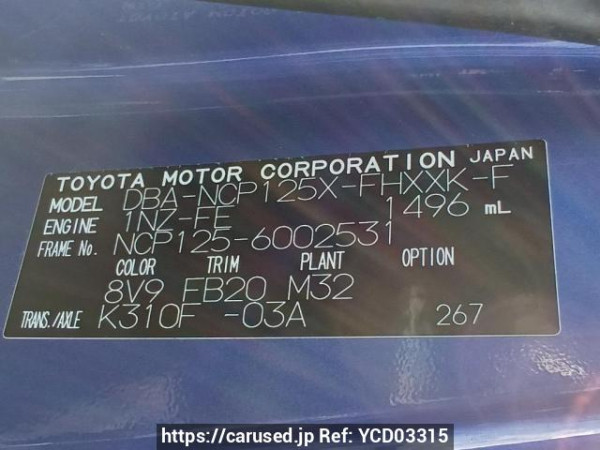 TOYOTA MOTOR CORPORATION JAPAN
MODEL DBA-NCP125X-FHXXK-F
ENGINE 1NZ-FE 1496 mL
FRAME No. NCP125-6002531
COLOR TRIM PLANT OPTION
8V9 FB20 M32
TRANS./AXLE K310F -03A 267
https://carused.jp Ref: YCD03315